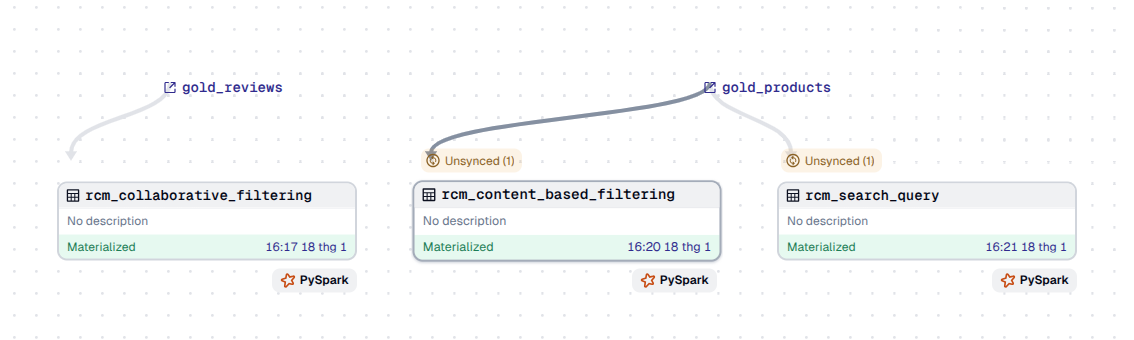 gold_reviews
gold_products
Unsynced (1)
Unsynced (1)
rcm_collaborative_filtering
No description
Materialized 16:17 18 thg 1
PySpark
rcm_content_based_filtering
No description
Materialized 16:20 18 thg 1
PySpark
rcm_search_query
No description
Materialized 16:21 18 thg 1
PySpark